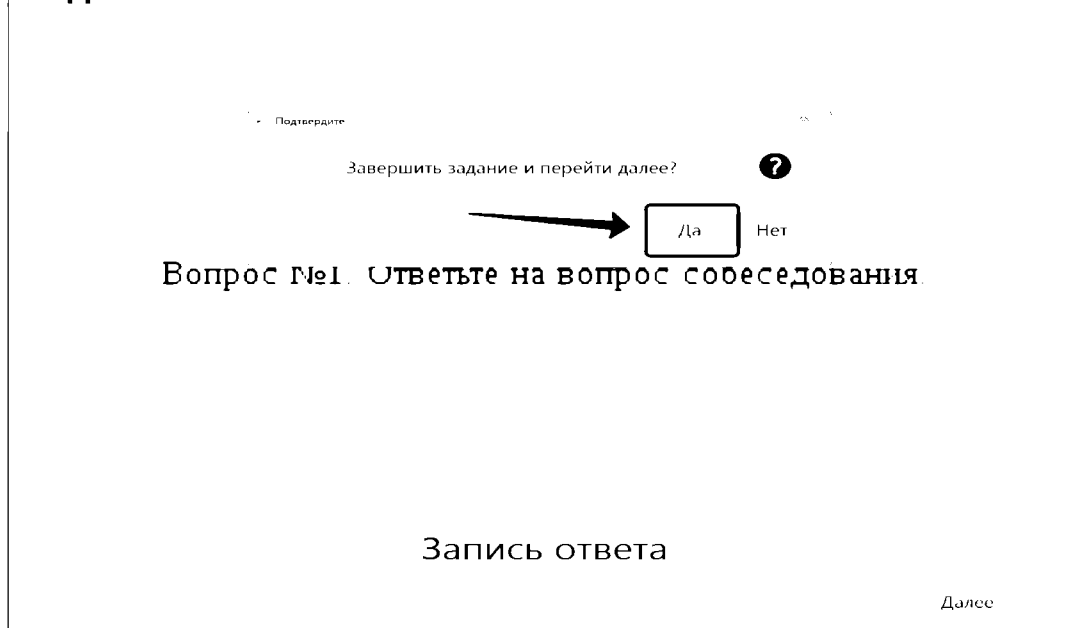 Подтвердите
Завершить задание и перейти далее?
?
Да Нет
Вопрос №1. Ответьте на вопрос собеседования.
Запись ответа
Далее